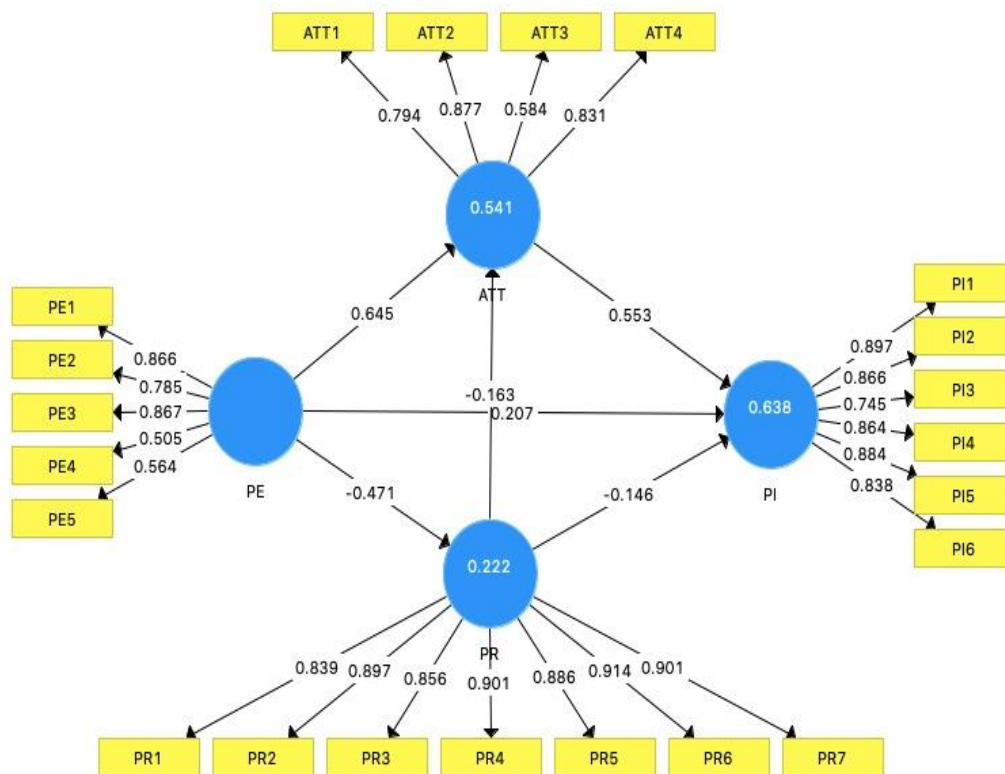 ATT1 ATT2 ATT3 ATT4
0.794 0.877 0.584 0.831
0.541
ATT
0.645 0.553
PE1
PE2
PE3
PE4
PE5
0.866
0.785
0.867
0.505
0.564
PE
-0.163
0.207
0.638
PI
0.897
0.866
0.745
0.864
0.884
0.838
PI1
PI2
PI3
PI4
PI5
PI6
-0.471 -0.146
0.222
PR
0.839 0.897 0.856 0.901 0.886 0.914 0.901
PR1 PR2 PR3 PR4 PR5 PR6 PR7